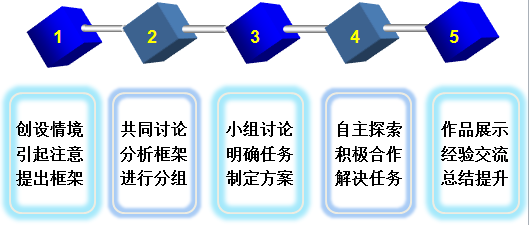 1 2 3 4 5
创设情境
引起注意
提出框架
共同讨论
分析框架
进行分组
小组讨论
明确任务
制定方案
自主探索
积极合作
解决任务
作品展示
经验交流
总结提升